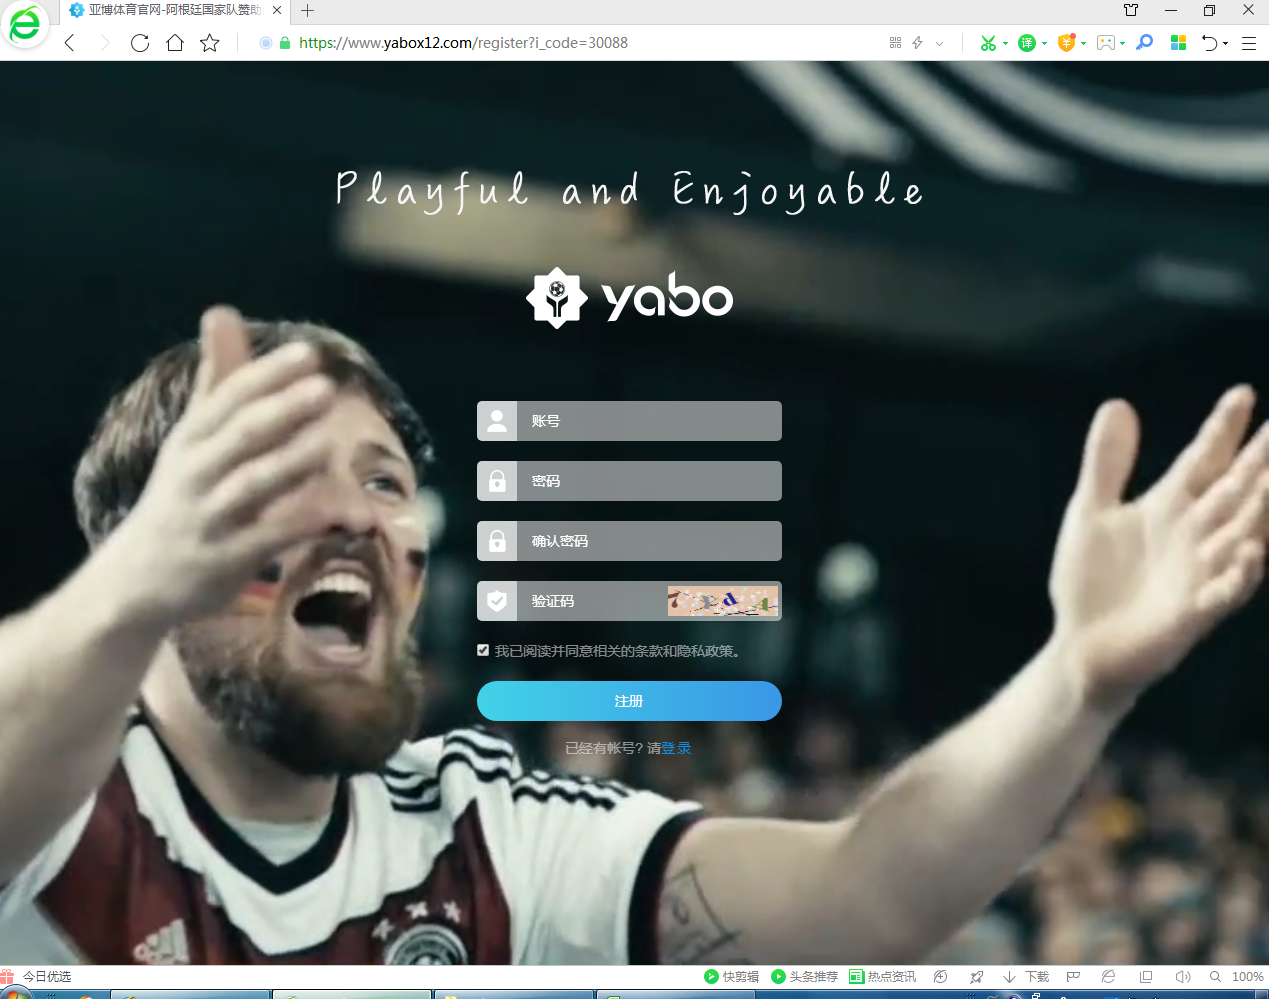 亚博体育官网-阿根廷国家队赞助
https://www.yabox12.com/register?i_code=30088
译
Playful and Enjoyable
yabo
账号
密码
确认密码
验证码
我已阅读并同意相关的条款和隐私政策。
注册
已经有帐号? 请登录
今日优选
快剪辑
头条推荐
热点资讯
下载
100%